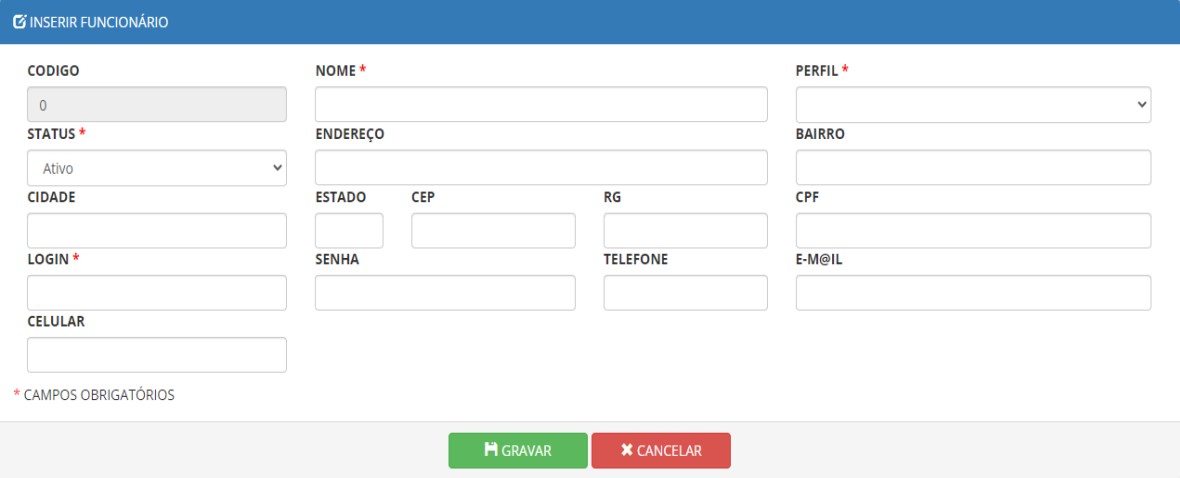 INSERIR FUNCIONÁRIO
CODIGO NOME * PERFIL *
0
STATUS * ENDEREÇO BAIRRO
Ativo
CIDADE ESTADO CEP RG CPF
LOGIN * SENHA TELEFONE E-M@IL
CELULAR
* CAMPOS OBRIGATÓRIOS
GRAVAR CANCELAR